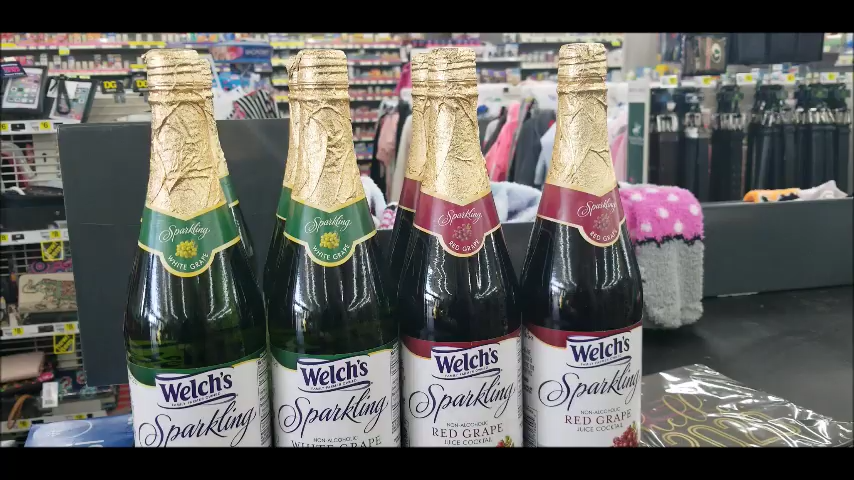 Sparkling
WHITE GRAPE
Sparkling
WHITE GRAPE
Sparkling
RED GRAPE
Sparkling
RED GRAPE
Welch's
Sparkling
Welch's
Sparkling
NON-ALCOHOLIC
WHITE GRAPE
Welch's
Sparkling
NON-ALCOHOLIC
RED GRAPE
JUICE COCKTAIL
Welch's
Sparkling
NON-ALCOHOLIC
RED GRAPE
JUICE COCKTAIL